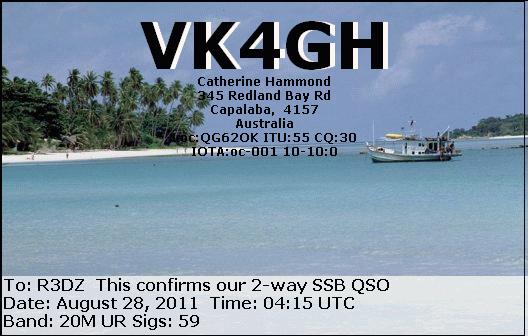 VK4GH
Catherine Hammond
345 Redland Bay Rd
Capalaba, 4157
Australia
Loc:QG62OK ITU:55 CQ:30
IOTA:oc-001 10-10:0
To: R3DZ This confirms our 2-way SSB QSO
Date: August 28, 2011 Time: 04:15 UTC
Band: 20M UR Sigs: 59